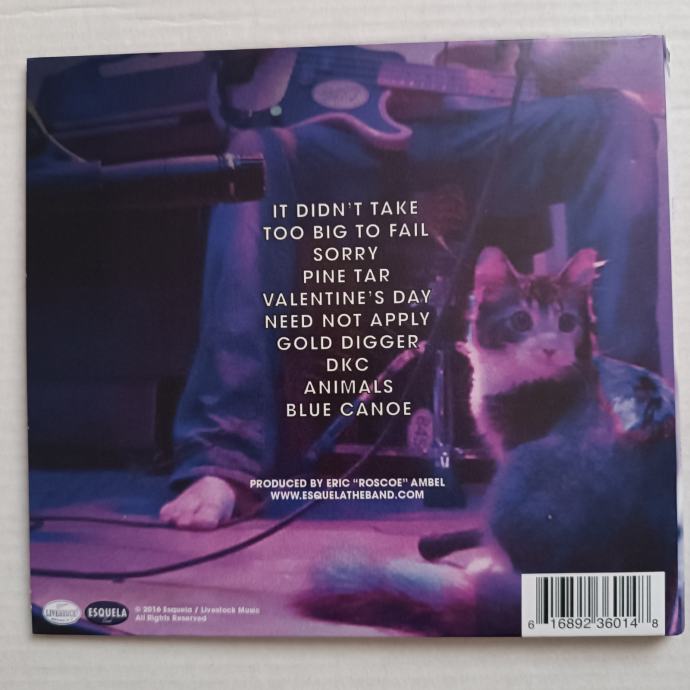 IT DIDN'T TAKE
TOO BIG TO FAIL
SORRY
PINE TAR
VALENTINE'S DAY
NEED NOT APPLY
GOLD DIGGER
DKC
ANIMALS
BLUE CANOE
PRODUCED BY ERIC "ROSCOE" AMBEL
WWW.ESQUELATHEBAND.COM
LIVESTOCK
ESQUELA
© 2016 Esquela / Livestock Music
All Rights Reserved
6 16892 36014 8